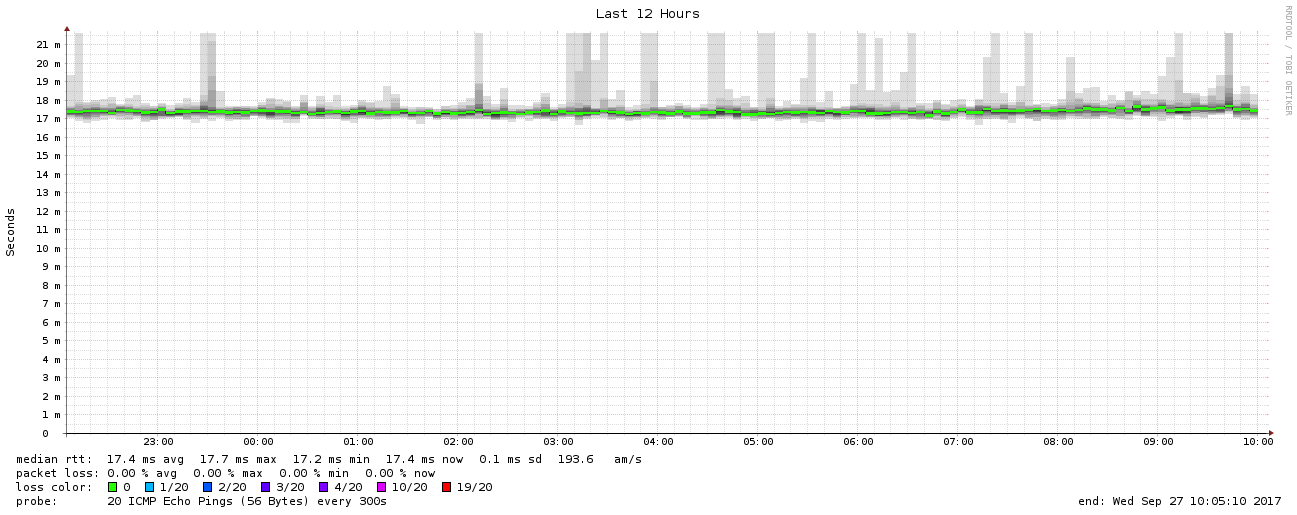 Last 12 Hours
RRDTOOL / TOBI OETIKER
Seconds
21 m
20 m
19 m
18 m
17 m
16 m
15 m
14 m
13 m
12 m
11 m
10 m
9 m
8 m
7 m
6 m
5 m
4 m
3 m
2 m
1 m
0
23:00 00:00 01:00 02:00 03:00 04:00 05:00 06:00 07:00 08:00 09:00 10:00
median rtt: 17.4 ms avg 17.7 ms max 17.2 ms min 17.4 ms now 0.1 ms sd 193.6 am/s
packet loss: 0.00 % avg 0.00 % max 0.00 % min 0.00 % now
loss color: 0 1/20 2/20 3/20 4/20 10/20 19/20
probe: 20 ICMP Echo Pings (56 Bytes) every 300s end: Wed Sep 27 10:05:10 2017